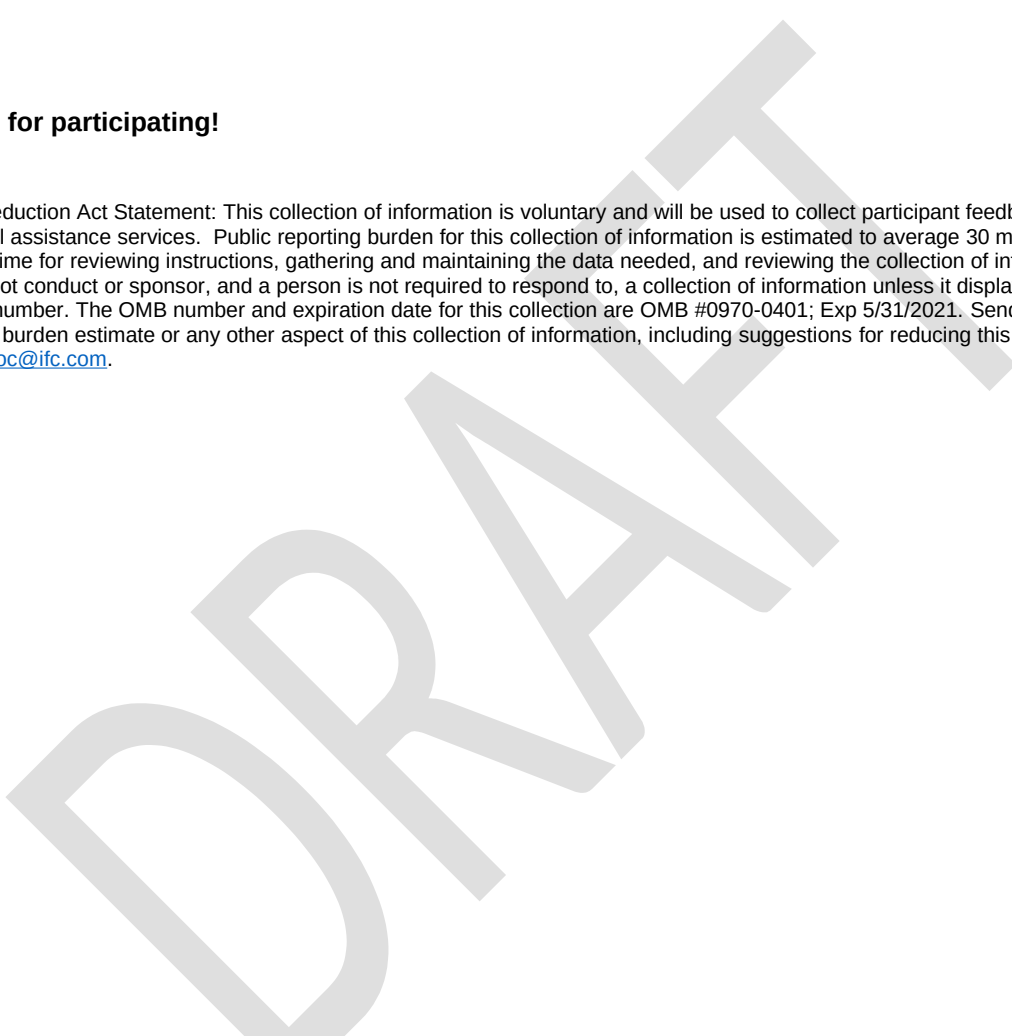 for participating!
eduction Act Statement: This collection of information is voluntary and will be used to collect participant feedb
l assistance services.  Public reporting burden for this collection of information is estimated to average 30 m
ime for reviewing instructions, gathering and maintaining the data needed, and reviewing the collection of in
ot conduct or sponsor, and a person is not required to respond to, a collection of information unless it displa
number. The OMB number and expiration date for this collection are OMB #0970-0401; Exp 5/31/2021. Send
burden estimate or any other aspect of this collection of information, including suggestions for reducing this
oc@ifc.com.
DRAFT